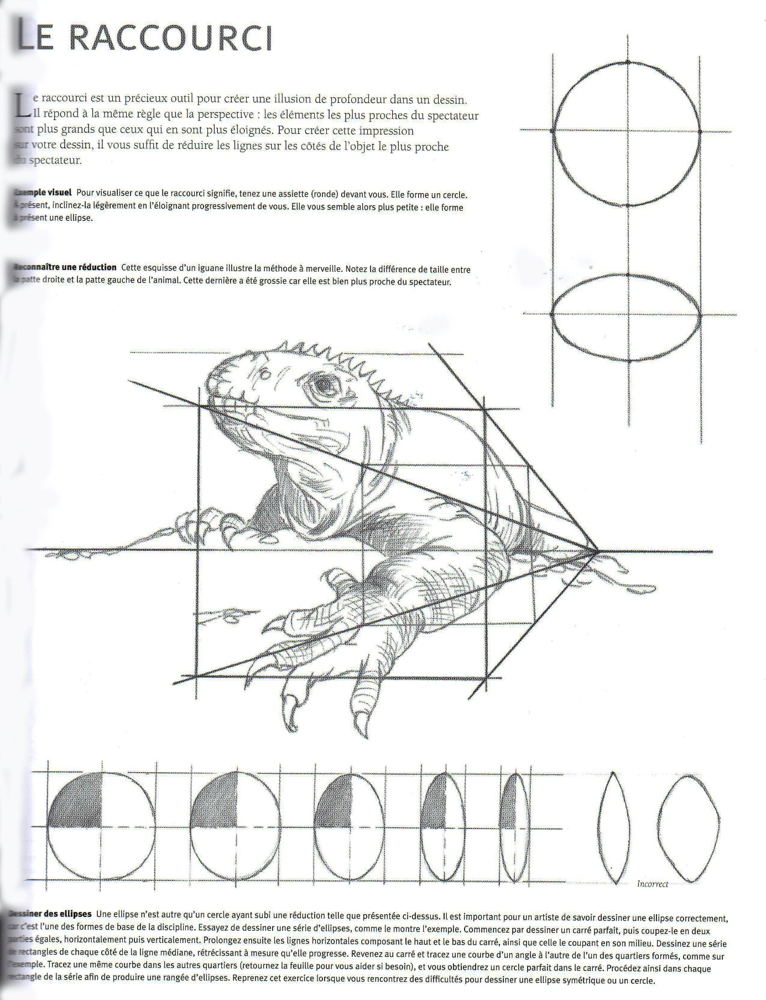 LE RACCOURCI
Le raccourci est un précieux outil pour créer une illusion de profondeur dans un dessin.
Il répond à la même règle que la perspective : les éléments les plus proches du spectateur
sont plus grands que ceux qui en sont plus éloignés. Pour créer cette impression
sur votre dessin, il vous suffit de réduire les lignes sur les côtés de l'objet le plus proche
du spectateur.
Exemple visuel Pour visualiser ce que le raccourci signifie, tenez une assiette (ronde) devant vous. Elle forme un cercle.
À présent, inclinez-la légèrement en l'éloignant progressivement de vous. Elle vous semble alors plus petite : elle forme
à présent une ellipse.
Reconnaître une réduction Cette esquisse d'un iguane illustre la méthode à merveille. Notez la différence de taille entre
la patte droite et la patte gauche de l'animal. Cette dernière a été grossie car elle est bien plus proche du spectateur.
Incorrect
Dessiner des ellipses Une ellipse n'est autre qu'un cercle ayant subi une réduction telle que présentée ci-dessus. Il est important pour un artiste de savoir dessiner une ellipse correctement,
car c'est l'une des formes de base de la discipline. Essayez de dessiner une série d'ellipses, comme le montre l'exemple. Commencez par dessiner un carré parfait, puis coupez-le en deux
parties égales, horizontalement puis verticalement. Prolongez ensuite les lignes horizontales composant le haut et le bas du carré, ainsi que celle le coupant en son milieu. Dessinez une série
de rectangles de chaque côté de la ligne médiane, rétrécissant à mesure qu'elle progresse. Revenez au carré et tracez une courbe d'un angle à l'autre de l'un des quartiers formés, comme sur
l'exemple. Tracez une même courbe dans les autres quartiers (retournez la feuille pour vous aider si besoin), et vous obtiendrez un cercle parfait dans le carré. Procédez ainsi dans chaque
rectangle de la série afin de produire une rangée d'ellipses. Reprenez cet exercice lorsque vous rencontrez des difficultés pour dessiner une ellipse symétrique ou un cercle.